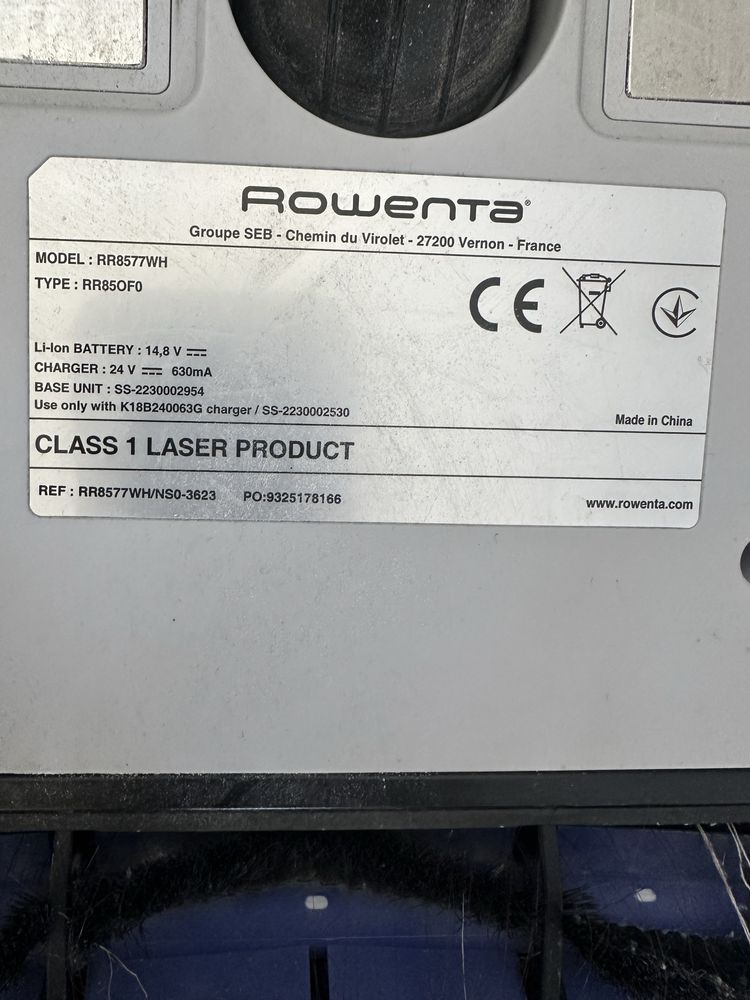 Rowenta®
Groupe SEB - Chemin du Virolet - 27200 Vernon - France
MODEL : RR8577WH
TYPE : RR85OF0
CE
Li-Ion BATTERY : 14,8 V
CHARGER : 24 V 630mA
BASE UNIT : SS-2230002954
Use only with K18B240063G charger / SS-2230002530
Made in China
CLASS 1 LASER PRODUCT
REF : RR8577WH/NS0-3623 PO:9325178166
www.rowenta.com